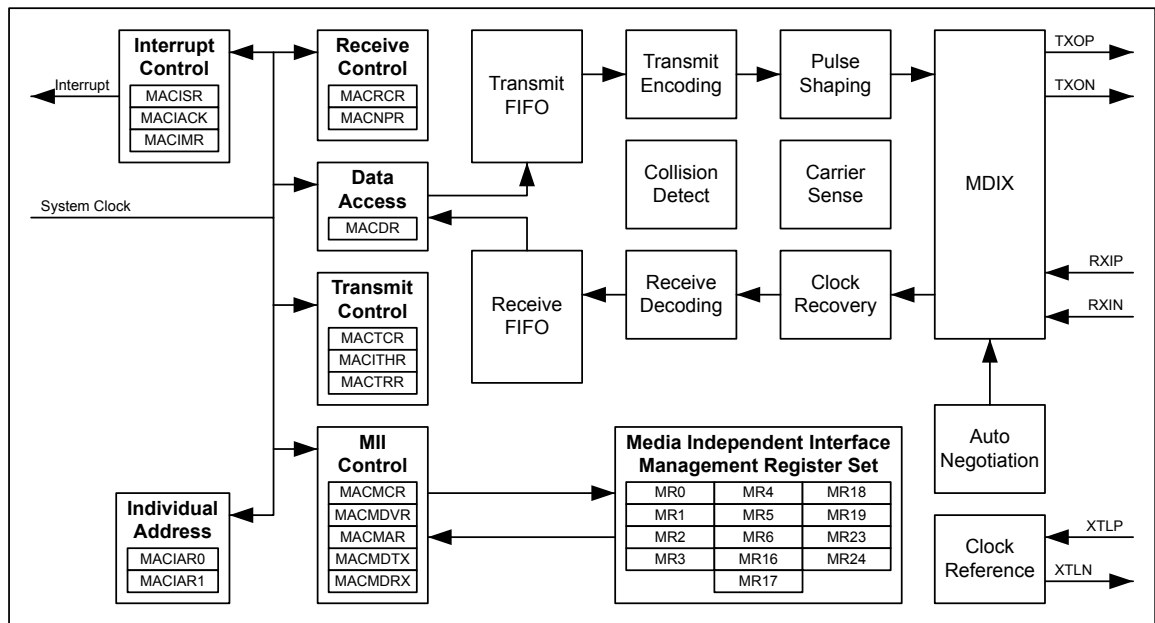 Interrupt
Control
MACISR
MACIACK
MACIMR
Interrupt
System Clock
Receive
Control
MACRCR
MACNPR
Data
Access
MACDR
Transmit
Control
MACTCR
MACITHR
MACTRR
MII
Control
MACMCR
MACMDVR
MACMAR
MACMDTX
MACMDRX
Individual
Address
MACIAR0
MACIAR1
Transmit
FIFO
Transmit
Encoding
Pulse
Shaping
Collision
Detect
Carrier
Sense
MDIX
TXOP
TXON
RXIP
RXIN
Receive
FIFO
Receive
Decoding
Clock
Recovery
Auto
Negotiation
Media Independent Interface
Management Register Set
MR0 MR4 MR18
MR1 MR5 MR19
MR2 MR6 MR23
MR3 MR16 MR24
MR17
Clock
Reference
XTLP
XTLN